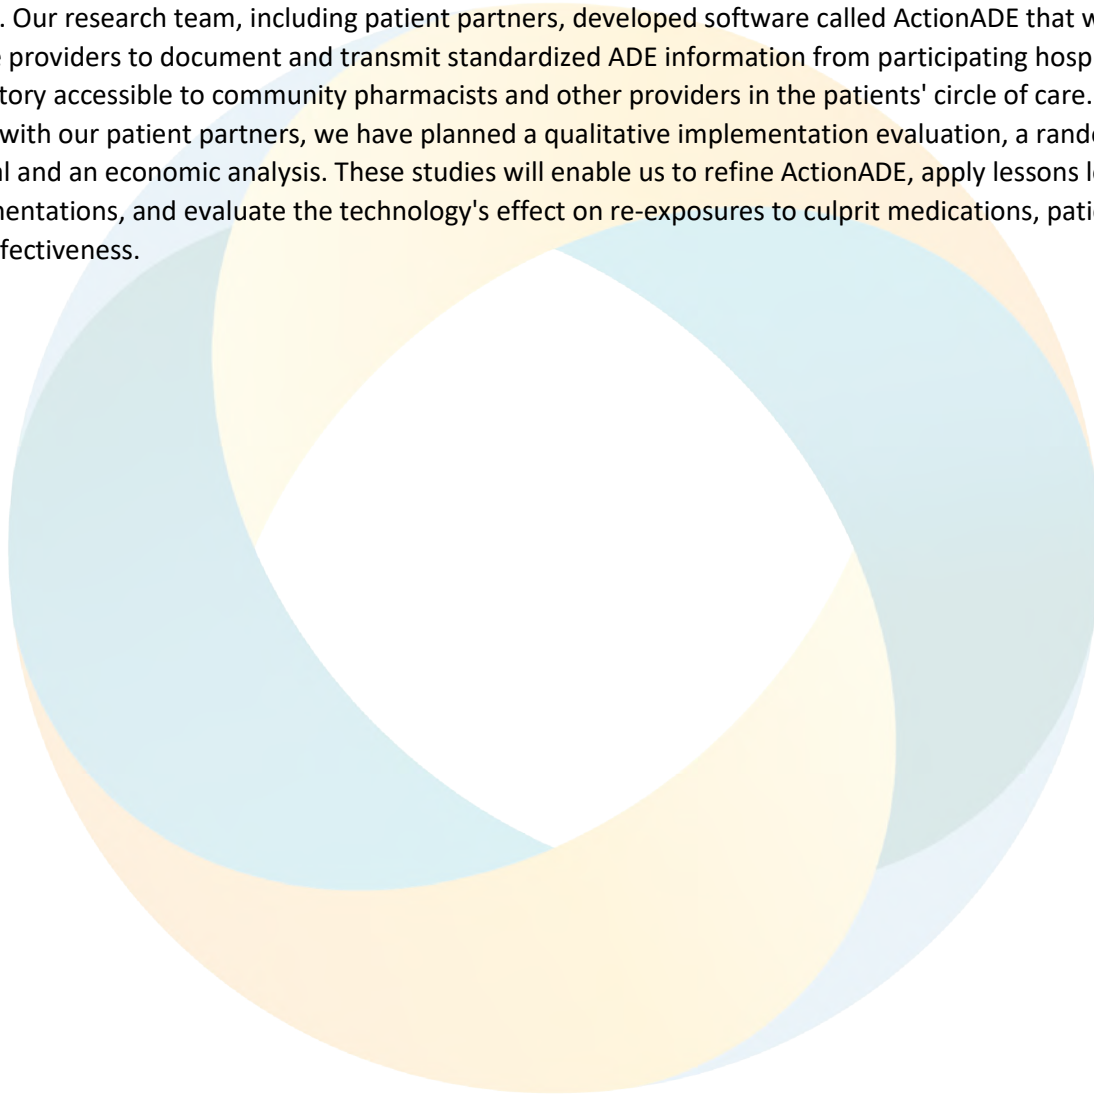 . Our research team, including patient partners, developed software called ActionADE that w
providers to document and transmit standardized ADE information from participating hosp
tory accessible to community pharmacists and other providers in the patients' circle of care.
with our patient partners, we have planned a qualitative implementation evaluation, a rando
l and an economic analysis. These studies will enable us to refine ActionADE, apply lessons l
mentations, and evaluate the technology's effect on re-exposures to culprit medications, pati
fectiveness.